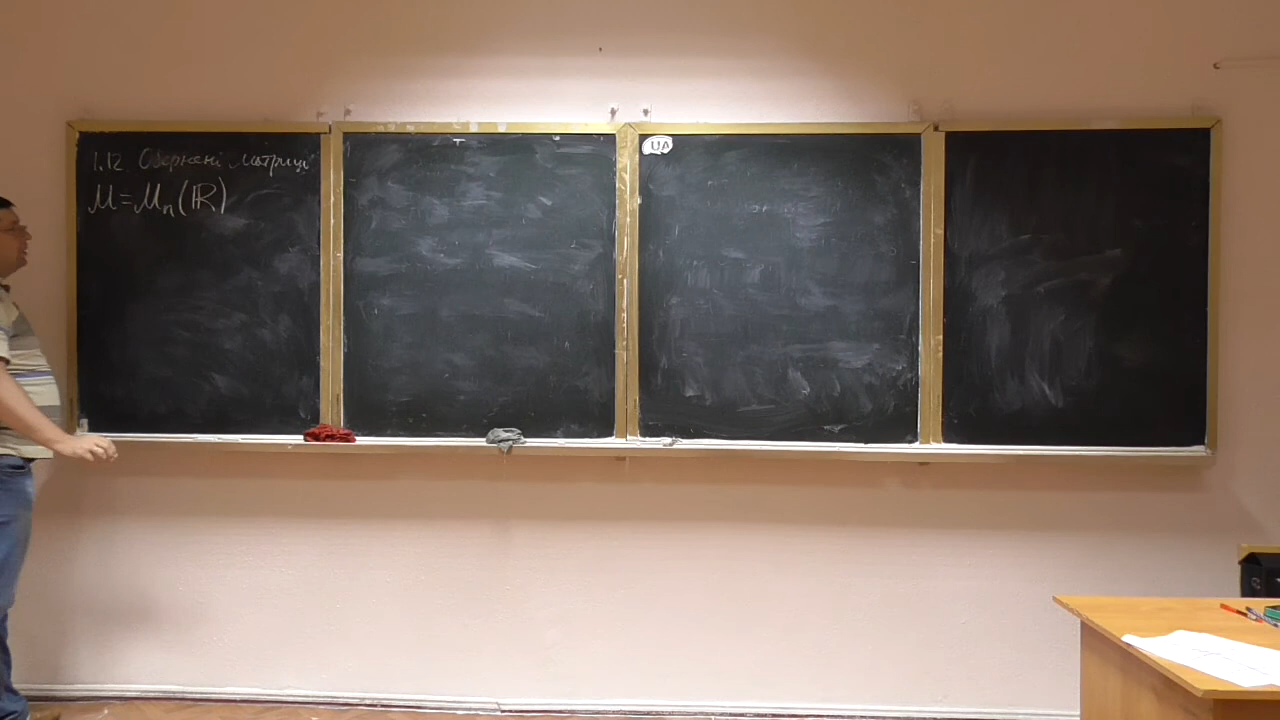 1.12 Обернені матриці
M = Mₙ(ℝ)
UA